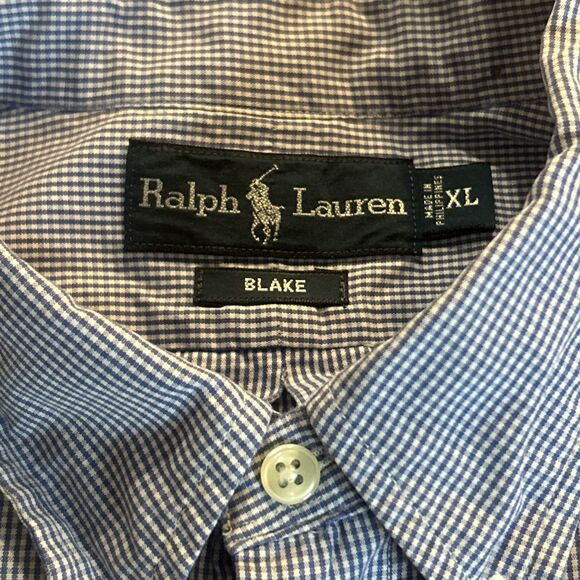 Ralph Lauren
MADE IN
PHILIPPINES
XL
BLAKE